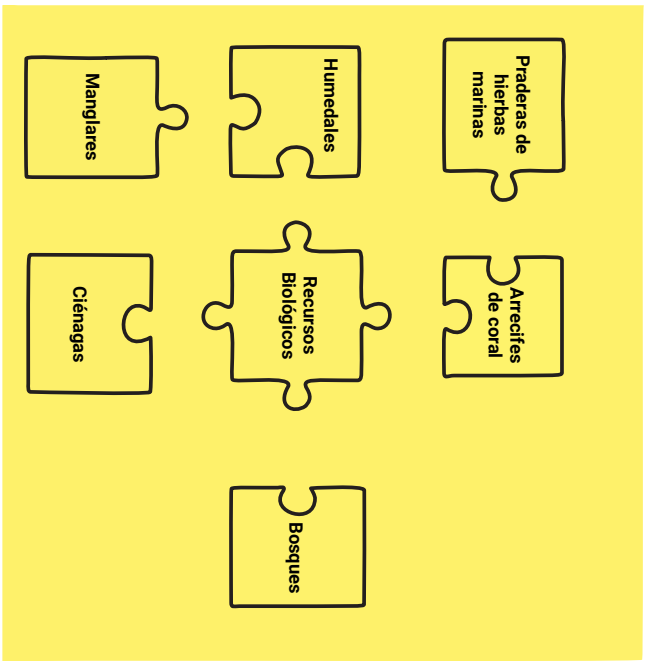 Praderas de
hierbas
marinas
Arrecifes
de coral
Humedales
Recursos
Biológicos
Bosques
Manglares
Ciénagas